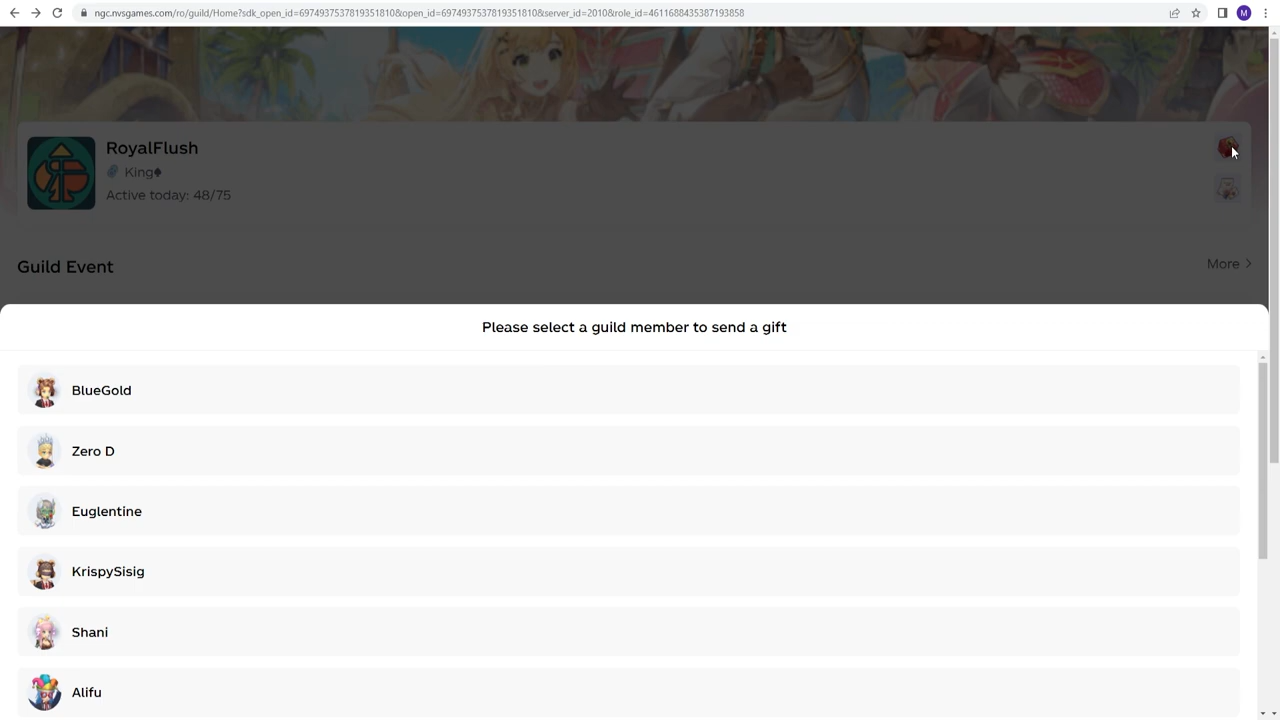 ngc.nvsgames.com/ro/guild/Home?sdk_open_id=6974937537819351810&open_id=6974937537819351810&server_id=2010&role_id=4611688435387193858
M
RoyalFlush
King♠
Active today: 48/75
Guild Event
More >
Please select a guild member to send a gift
BlueGold
Zero D
Euglentine
KrispySisig
Shani
Alifu